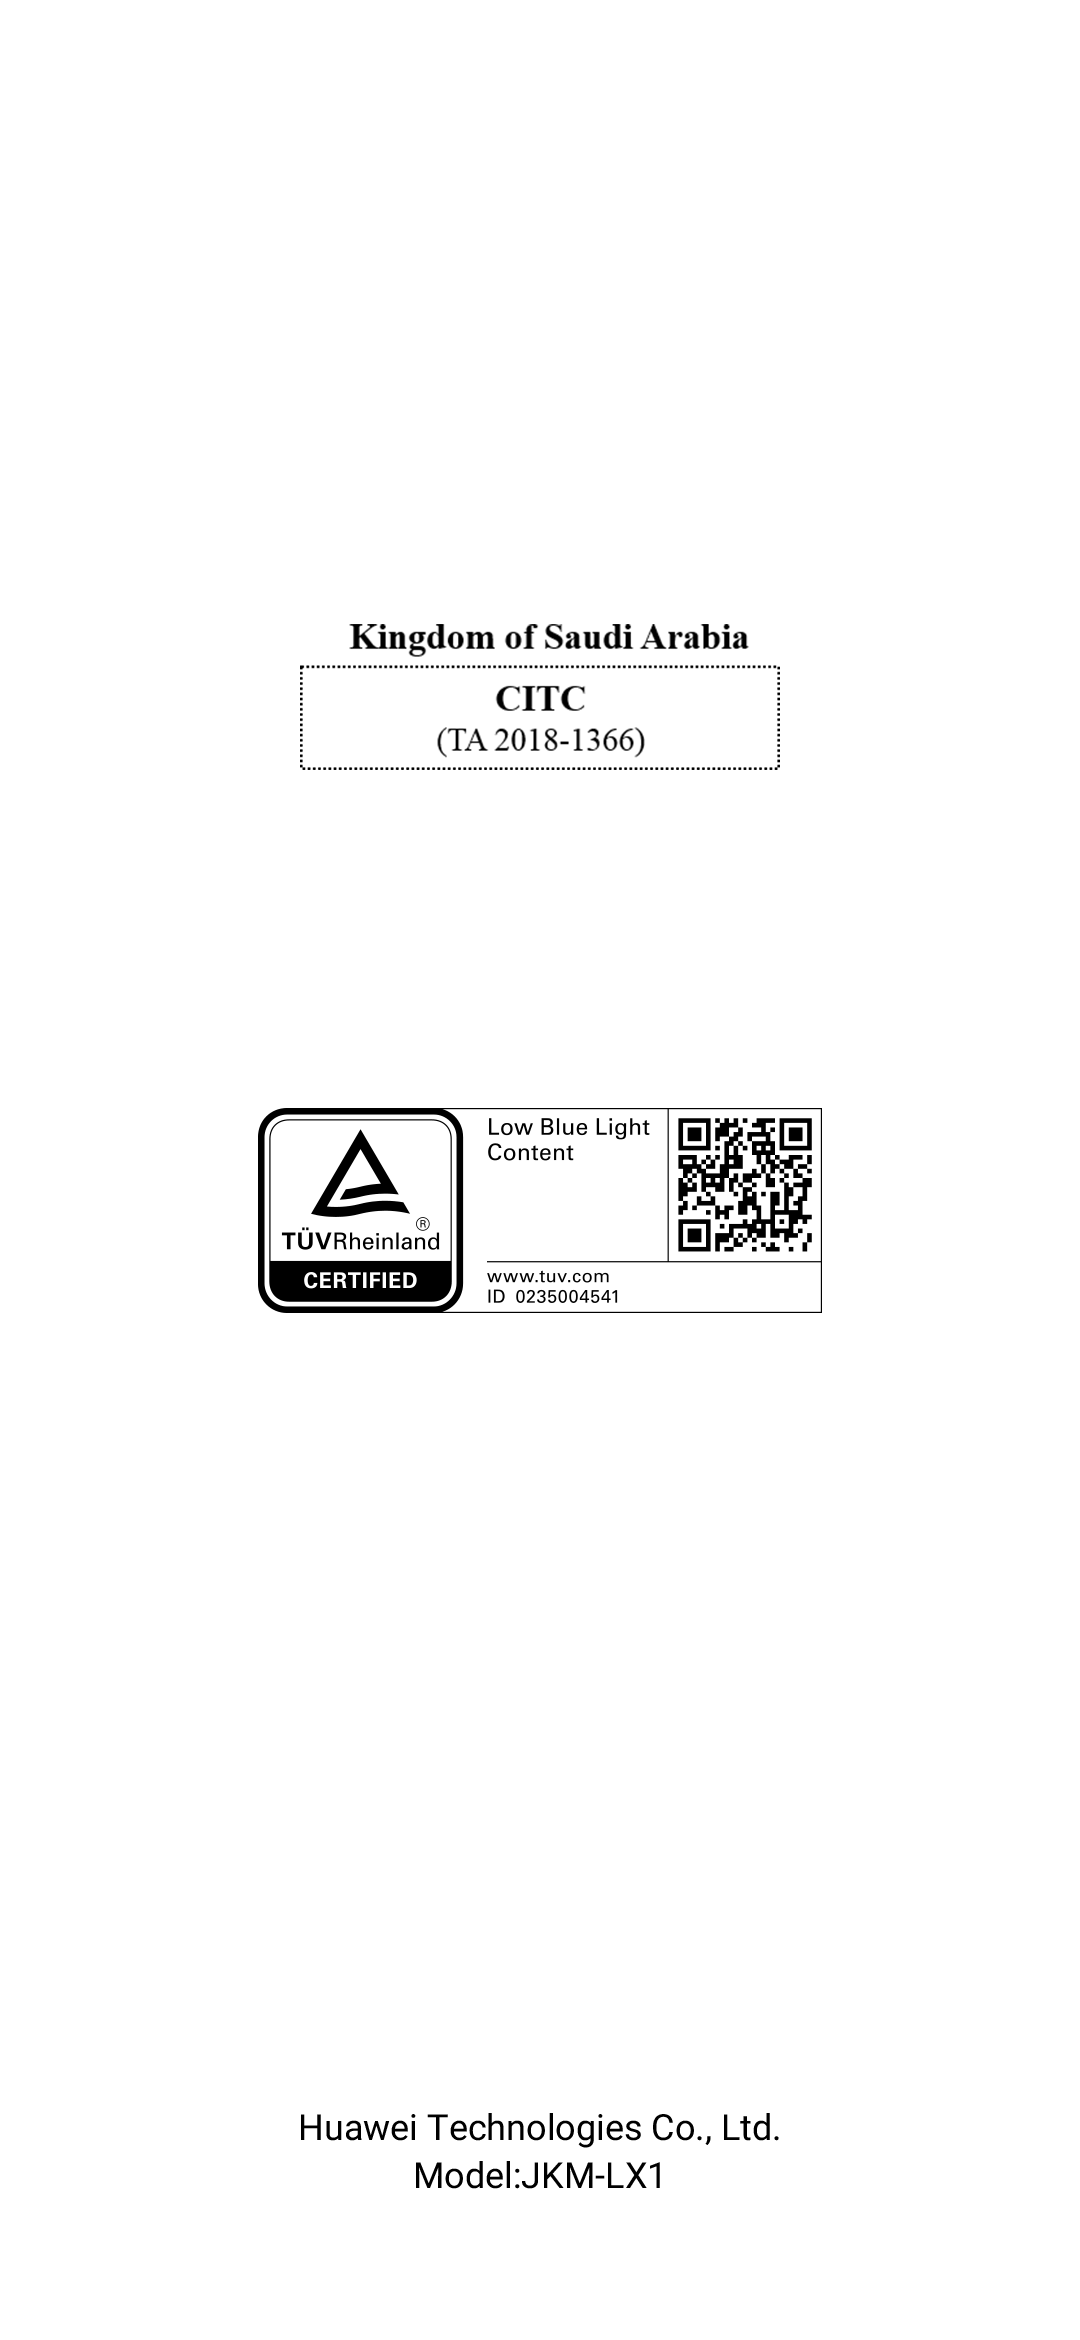 Kingdom of Saudi Arabia
CITC
(TA 2018-1366)
Low Blue Light
Content
®
TÜVRheinland
CERTIFIED
www.tuv.com
ID 0235004541
Huawei Technologies Co., Ltd.
Model:JKM-LX1